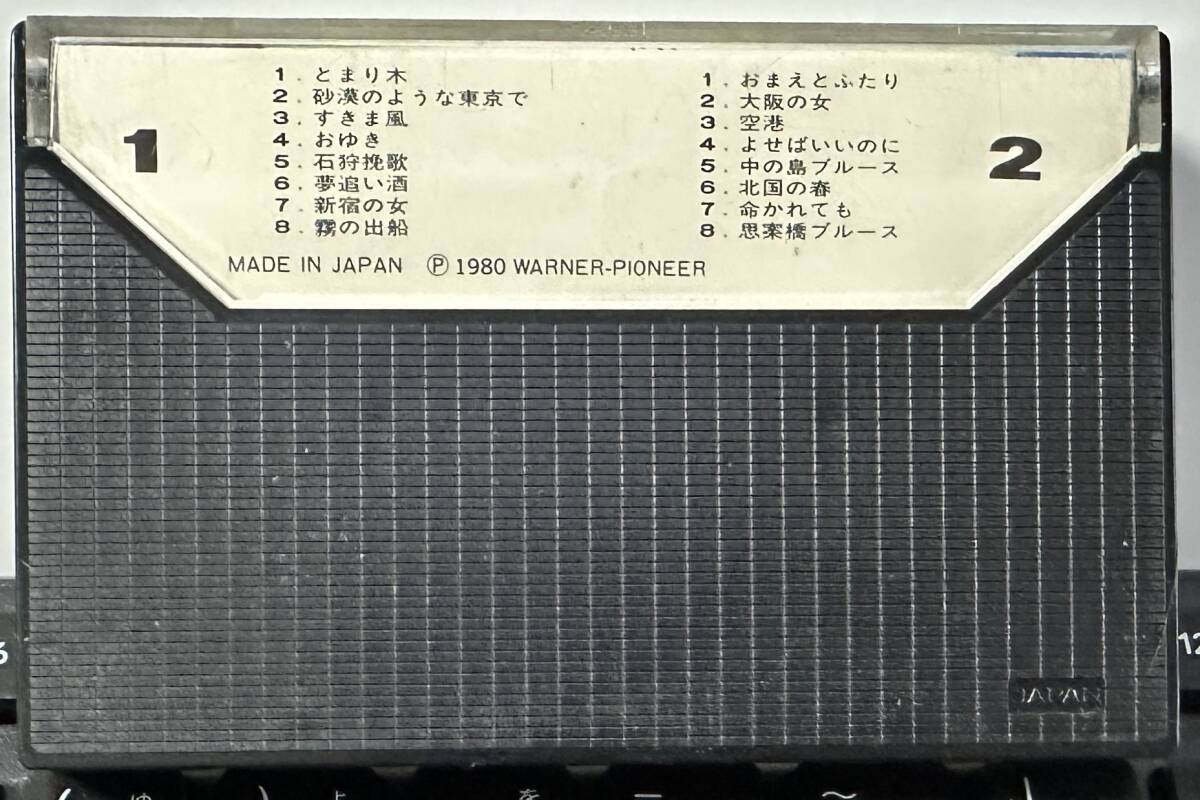 1
1. とまり木
2. 砂漠のような東京で
3. すきま風
4. おゆき
5. 石狩挽歌
6. 夢追い酒
7. 新宿の女
8. 霧の出船
2
1. おまえとふたり
2. 大阪の女
3. 空港
4. よせばいいのに
5. 中の島ブルース
6. 北国の春
7. 命かれても
8. 思案橋ブルース
MADE IN JAPAN Ⓟ 1980 WARNER-PIONEER
JAPAN
12